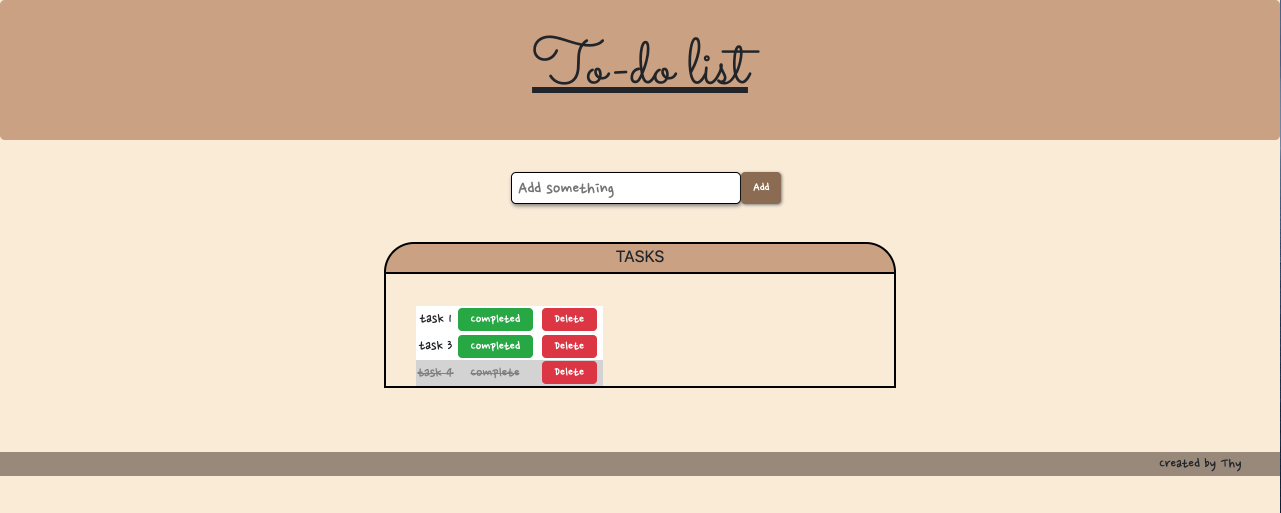 To-do list
Add something Add
TASKS
task 1 Completed Delete
task 3 Completed Delete
task 4 Complete Delete
created by Thy